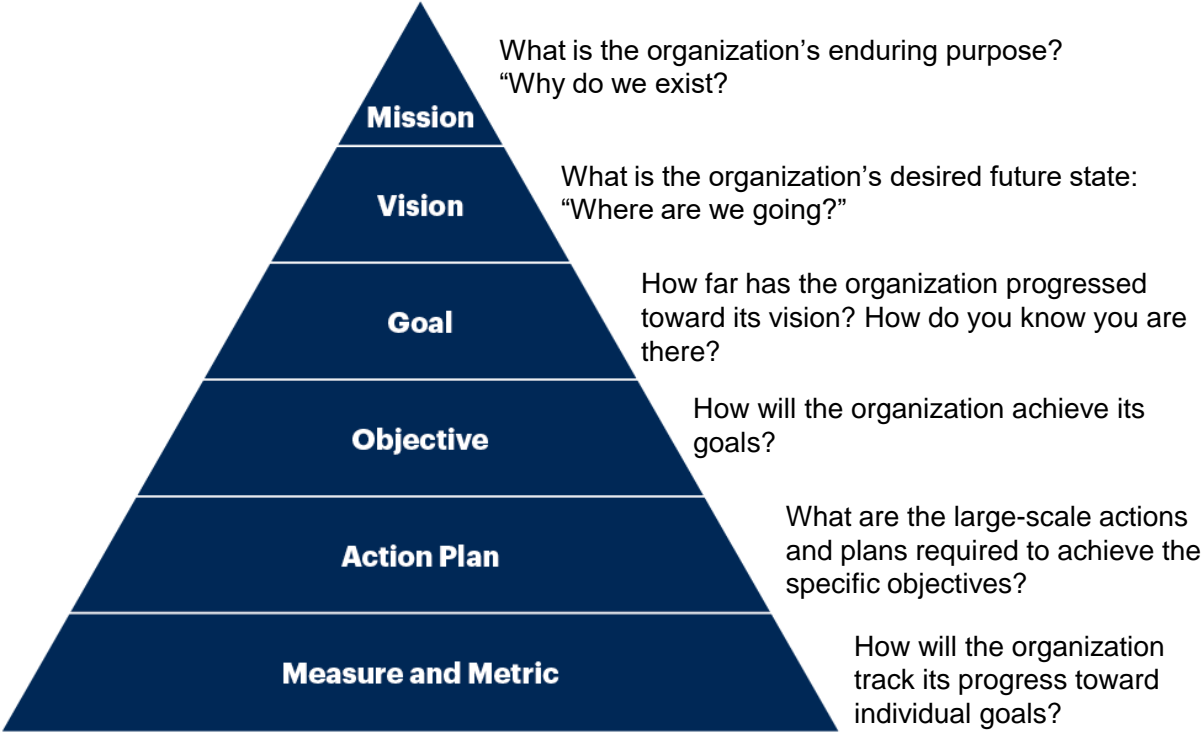 What is the organization’s enduring purpose?
“Why do we exist?
Mission
What is the organization’s desired future state:
“Where are we going?”
Vision
How far has the organization progressed
toward its vision? How do you know you are
there?
Goal
How will the organization achieve its
goals?
Objective
What are the large-scale actions
and plans required to achieve the
specific objectives?
Action Plan
How will the organization
track its progress toward
individual goals?
Measure and Metric